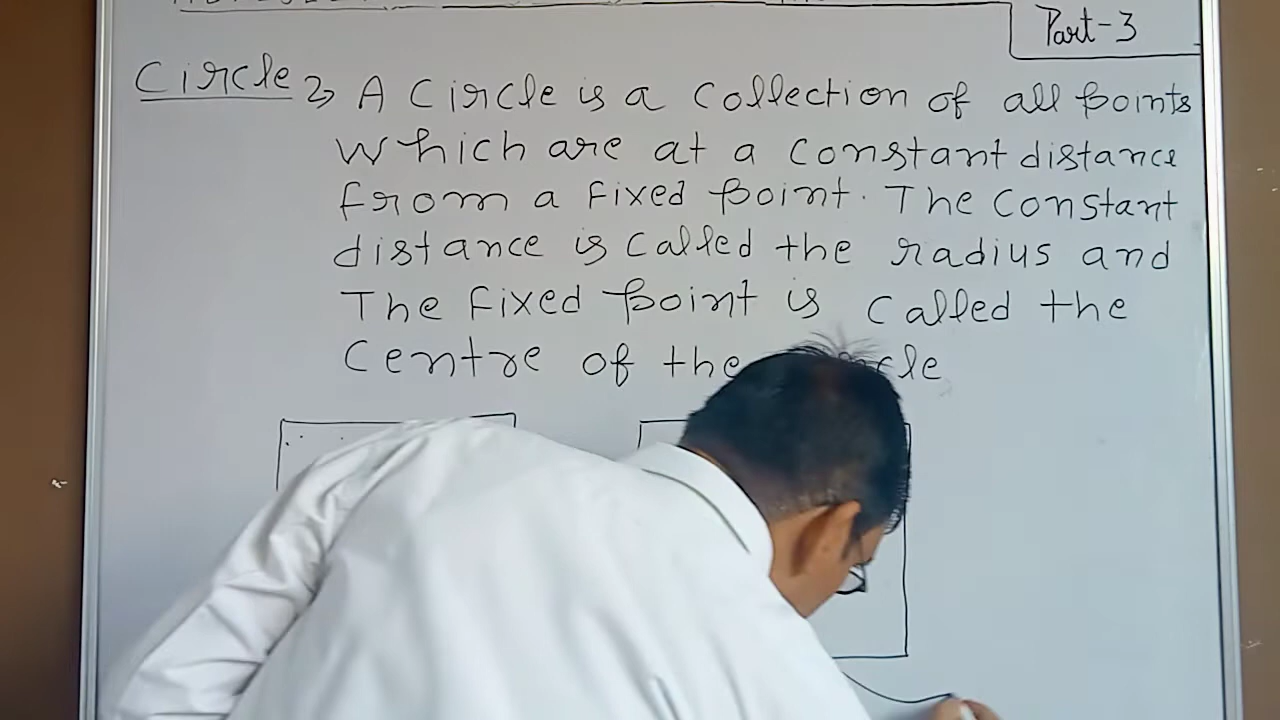 Part-3
Circle → A Circle is a Collection of all points
which are at a constant distance
from a fixed point. The Constant
distance is Called the radius and
The fixed point is Called the
Centre of the